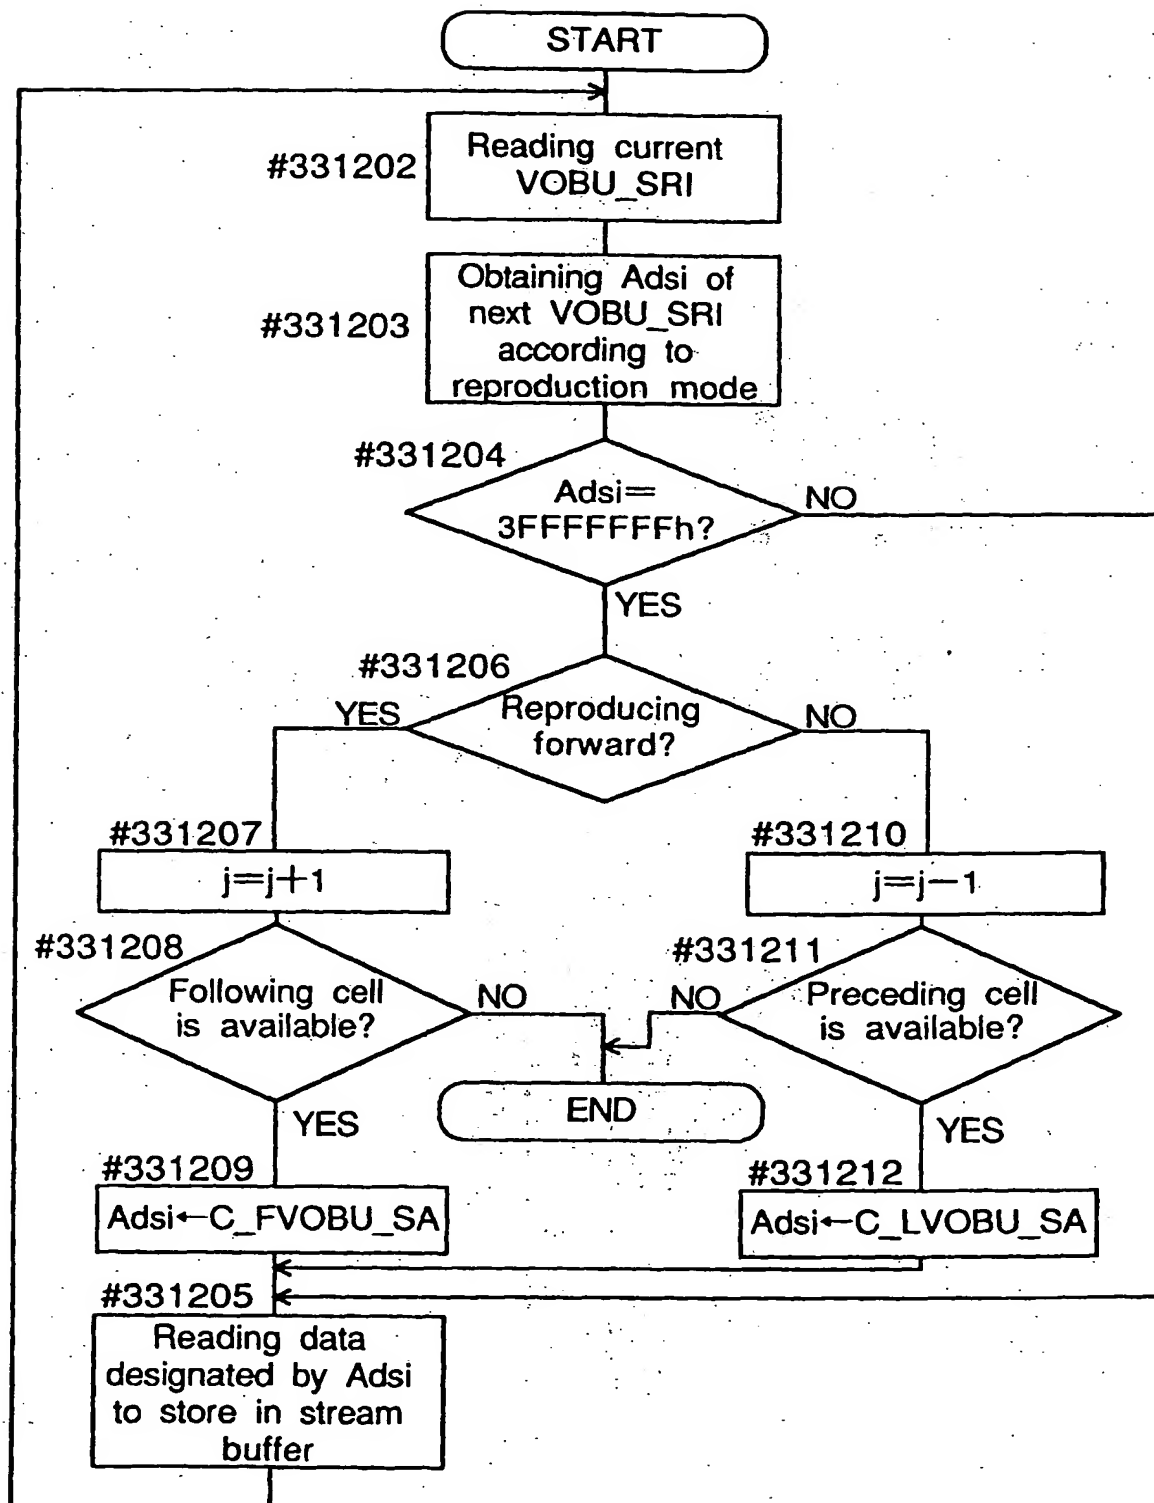 START
#331202
Reading current
VOBU_SRI
#331203
Obtaining Adsi of
next VOBU_SRI
according to
reproduction mode
#331204
Adsi=
3FFFFFFFh?
NO
YES
#331206
Reproducing
forward?
YES
NO
#331207
j=j+1
#331210
j=j-1
#331208
Following cell
is available?
NO
#331211
Preceding cell
is available?
NO
END
YES
YES
#331209
Adsi←C_FVOBU_SA
#331212
Adsi←C_LVOBU_SA
#331205
Reading data
designated by Adsi
to store in stream
buffer